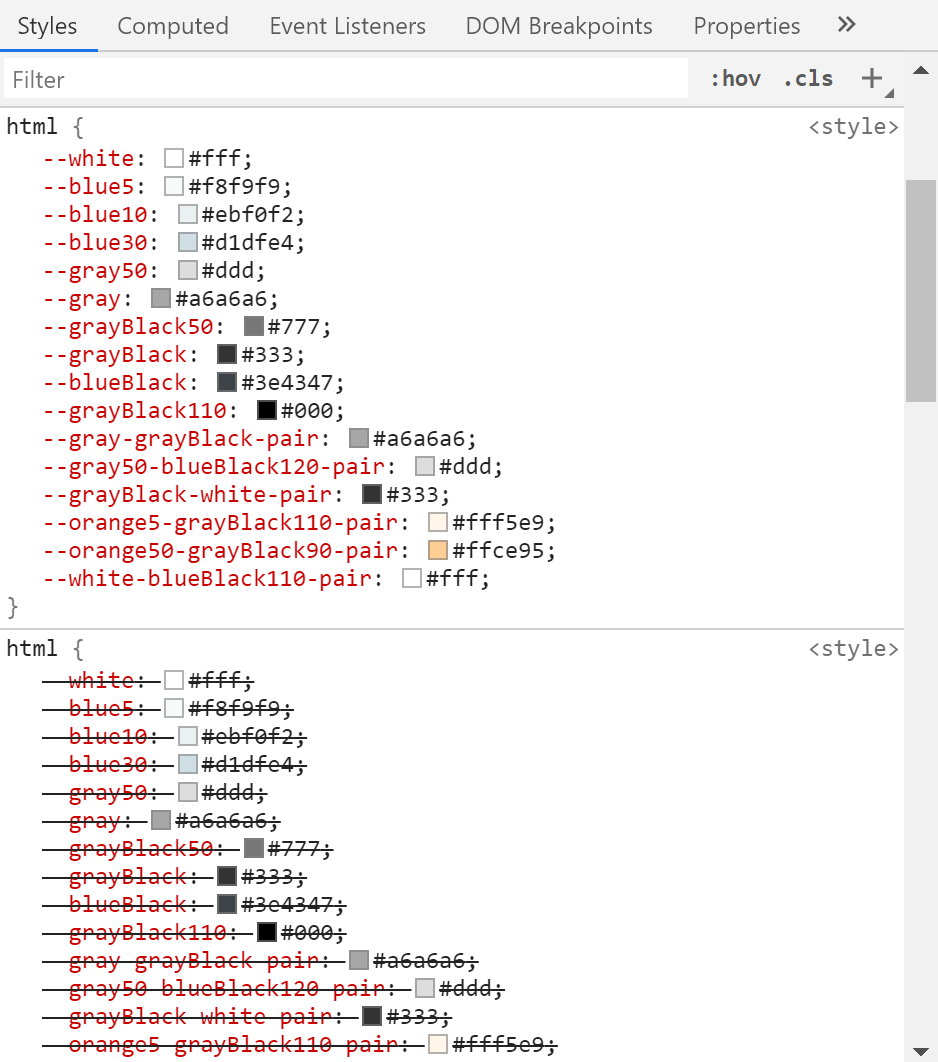 Styles Computed Event Listeners DOM Breakpoints Properties »
Filter :hov .cls +
html { <style>
--white: #fff;
--blue5: #f8f9f9;
--blue10: #ebf0f2;
--blue30: #d1dfe4;
--gray50: #ddd;
--gray: #a6a6a6;
--grayBlack50: #777;
--grayBlack: #333;
--blueBlack: #3e4347;
--grayBlack110: #000;
--gray-grayBlack-pair: #a6a6a6;
--gray50-blueBlack120-pair: #ddd;
--grayBlack-white-pair: #333;
--orange5-grayBlack110-pair: #fff5e9;
--orange50-grayBlack90-pair: #ffce95;
--white-blueBlack110-pair: #fff;
}
html { <style>
--white: #fff;
--blue5: #f8f9f9;
--blue10: #ebf0f2;
--blue30: #d1dfe4;
--gray50: #ddd;
--gray: #a6a6a6;
--grayBlack50: #777;
--grayBlack: #333;
--blueBlack: #3e4347;
--grayBlack110: #000;
--gray-grayBlack-pair: #a6a6a6;
--gray50-blueBlack120-pair: #ddd;
--grayBlack-white-pair: #333;
--orange5-grayBlack110-pair: #fff5e9;